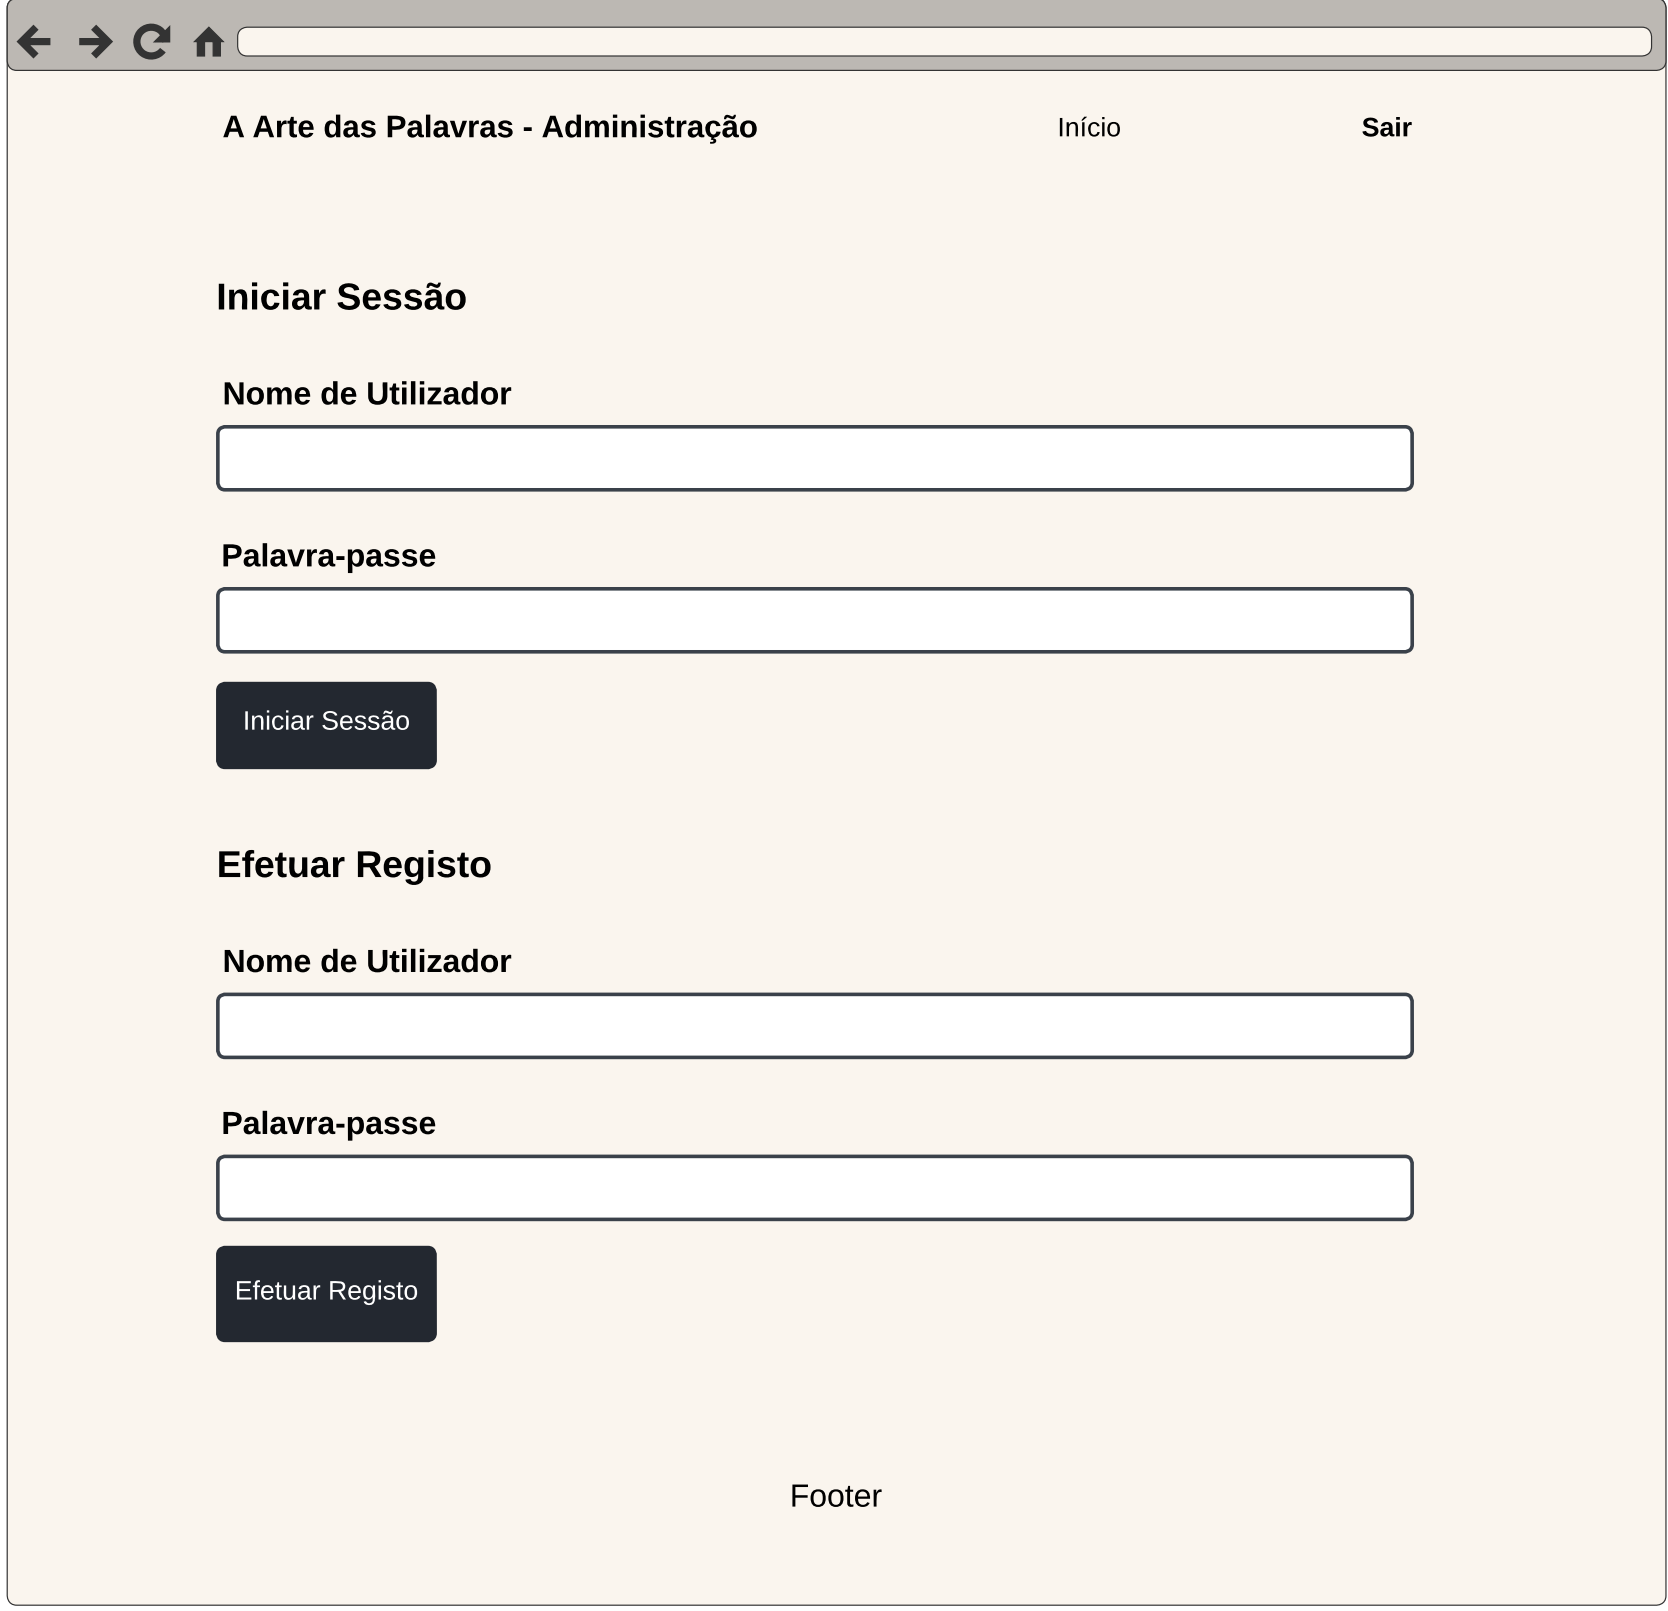 A Arte das Palavras - Administração Início Sair
Iniciar Sessão
Nome de Utilizador
Palavra-passe
Iniciar Sessão
Efetuar Registo
Nome de Utilizador
Palavra-passe
Efetuar Registo
Footer